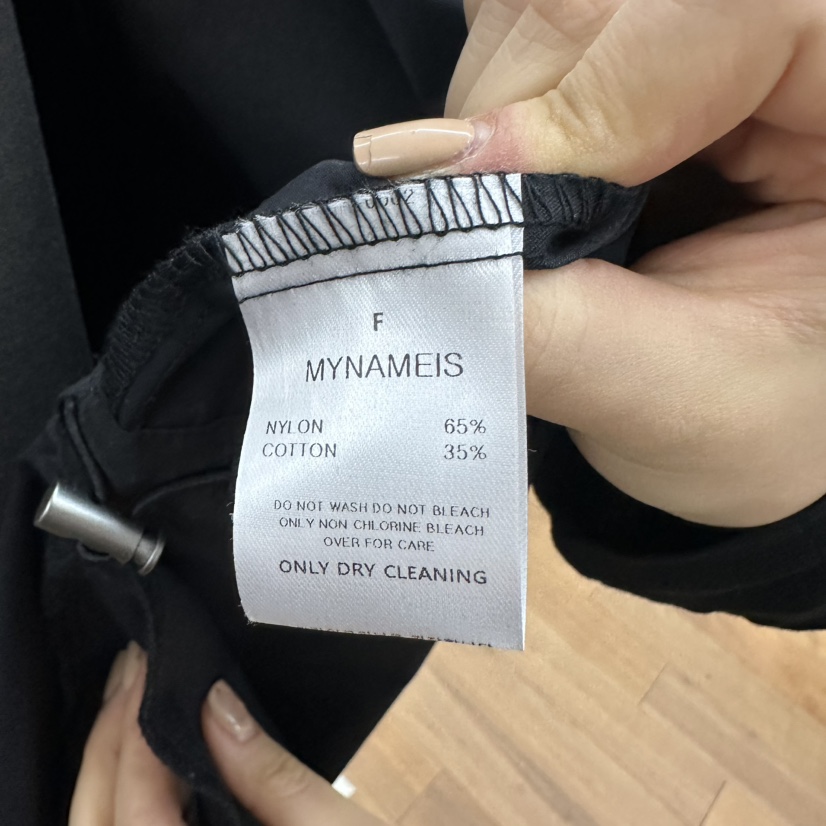 F
MYNAMEIS
NYLON 65%
COTTON 35%
DO NOT WASH DO NOT BLEACH
ONLY NON CHLORINE BLEACH
OVER FOR CARE
ONLY DRY CLEANING